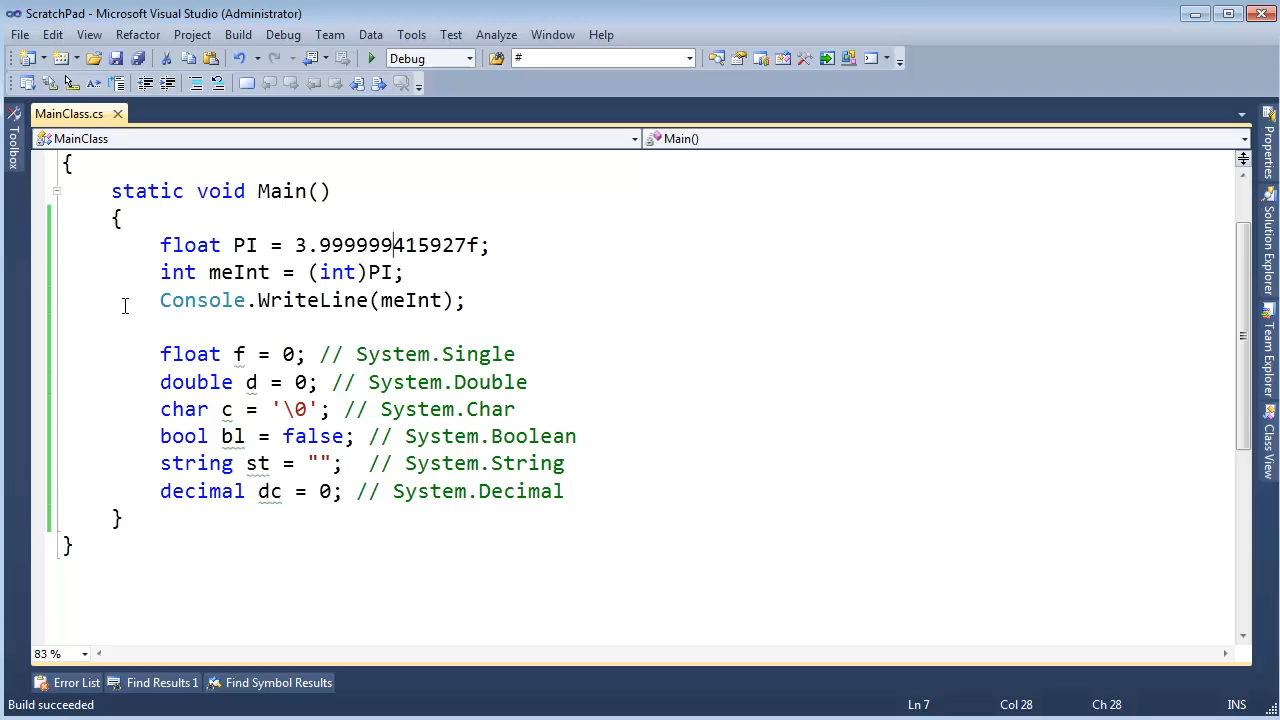 ScratchPad - Microsoft Visual Studio (Administrator)
File Edit View Refactor Project Build Debug Team Data Tools Test Analyze Window Help
Debug #
MainClass.cs
MainClass Main()
{
static void Main()
{
float PI = 3.999999415927f;
int meInt = (int)PI;
Console.WriteLine(meInt);
float f = 0; // System.Single
double d = 0; // System.Double
char c = '\0'; // System.Char
bool bl = false; // System.Boolean
string st = ""; // System.String
decimal dc = 0; // System.Decimal
}
}
83 %
Error List Find Results 1 Find Symbol Results
Build succeeded Ln 7 Col 28 Ch 28 INS
Toolbox
Properties
Solution Explorer
Team Explorer
Class View